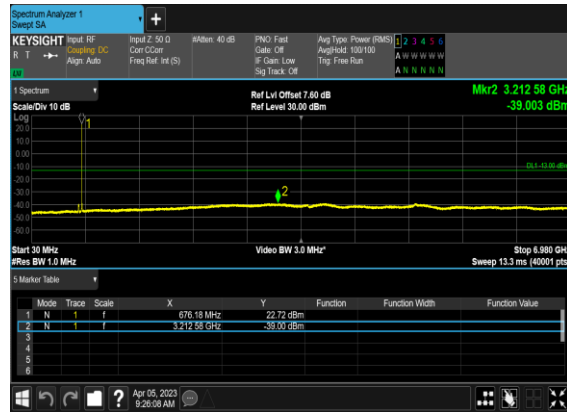 Spectrum Analyzer 1
Swept SA
+
KEYSIGHT Input: RF Input Z: 50 Ω #Atten: 40 dB PNO: Fast Avg Type: Power (RMS) 1 2 3 4 5 6
R T Coupling: DC Corr CCorr Gate: Off Avg|Hold: 100/100 A W W W W W
Align: Auto Freq Ref: Int (S) IF Gain: Low Trig: Free Run
Sig Track: Off A N N N N N
1 Spectrum Ref Lvl Offset 7.60 dB Mkr2 3.212 58 GHz
Scale/Div 10 dB Ref Level 30.00 dBm -39.003 dBm
Log
1
20.0
10.0
0.00
-10.0
DL1 -13.00 dBm
-20.0
-30.0
2
-40.0
-50.0
-60.0
Start 30 MHz Video BW 3.0 MHz* Stop 6.980 GHz
#Res BW 1.0 MHz Sweep 13.3 ms (40001 pts)
5 Marker Table
Mode Trace Scale X Y Function Function Width Function Value
1 N 1 f 676.18 MHz 22.72 dBm
2 N 1 f 3.212 58 GHz -39.00 dBm
3
4
5
6
? Apr 05, 2023
9:26:08 AM